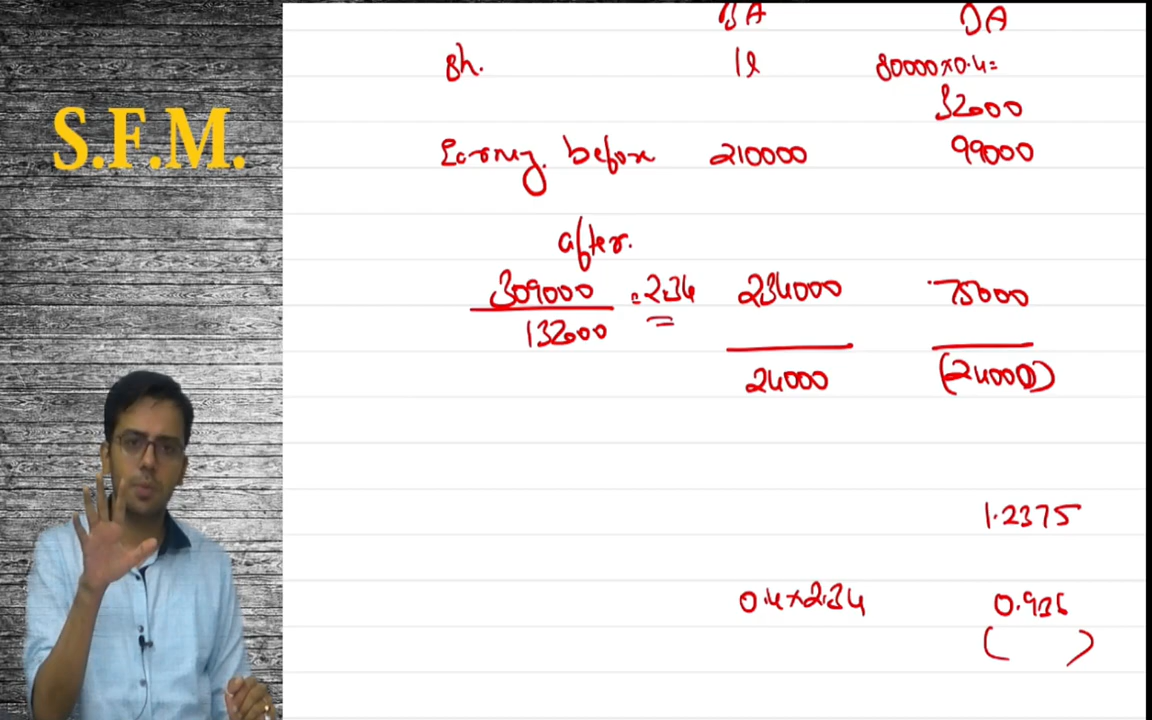 S.F.M.
BA DA
Sh. 1l 80000×0.4=
32000
Earning. before 210000 99000
after.
309000 = 2.34 234000 75000
132000
24000 (24000)
1.2375
0.4×2.34 0.936
( )